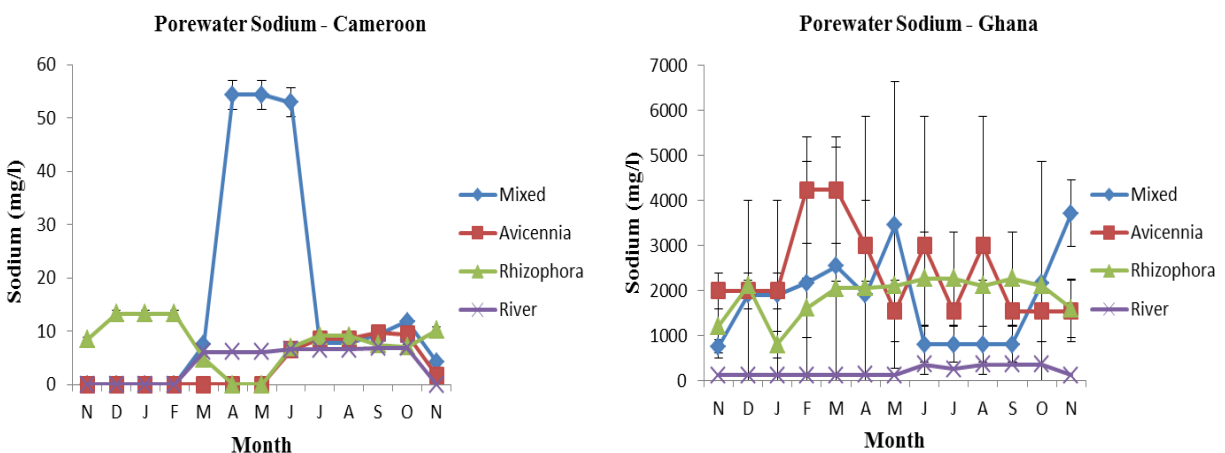 Porewater Sodium - Cameroon
Sodium (mg/l)
60
50
40
30
20
10
0
N D J F M A M J J A S O N
Month
Mixed
Avicennia
Rhizophora
River
Porewater Sodium - Ghana
Sodium (mg/l)
7000
6000
5000
4000
3000
2000
1000
0
N D J F M A M J J A S O N
Month
Mixed
Avicennia
Rhizophora
River